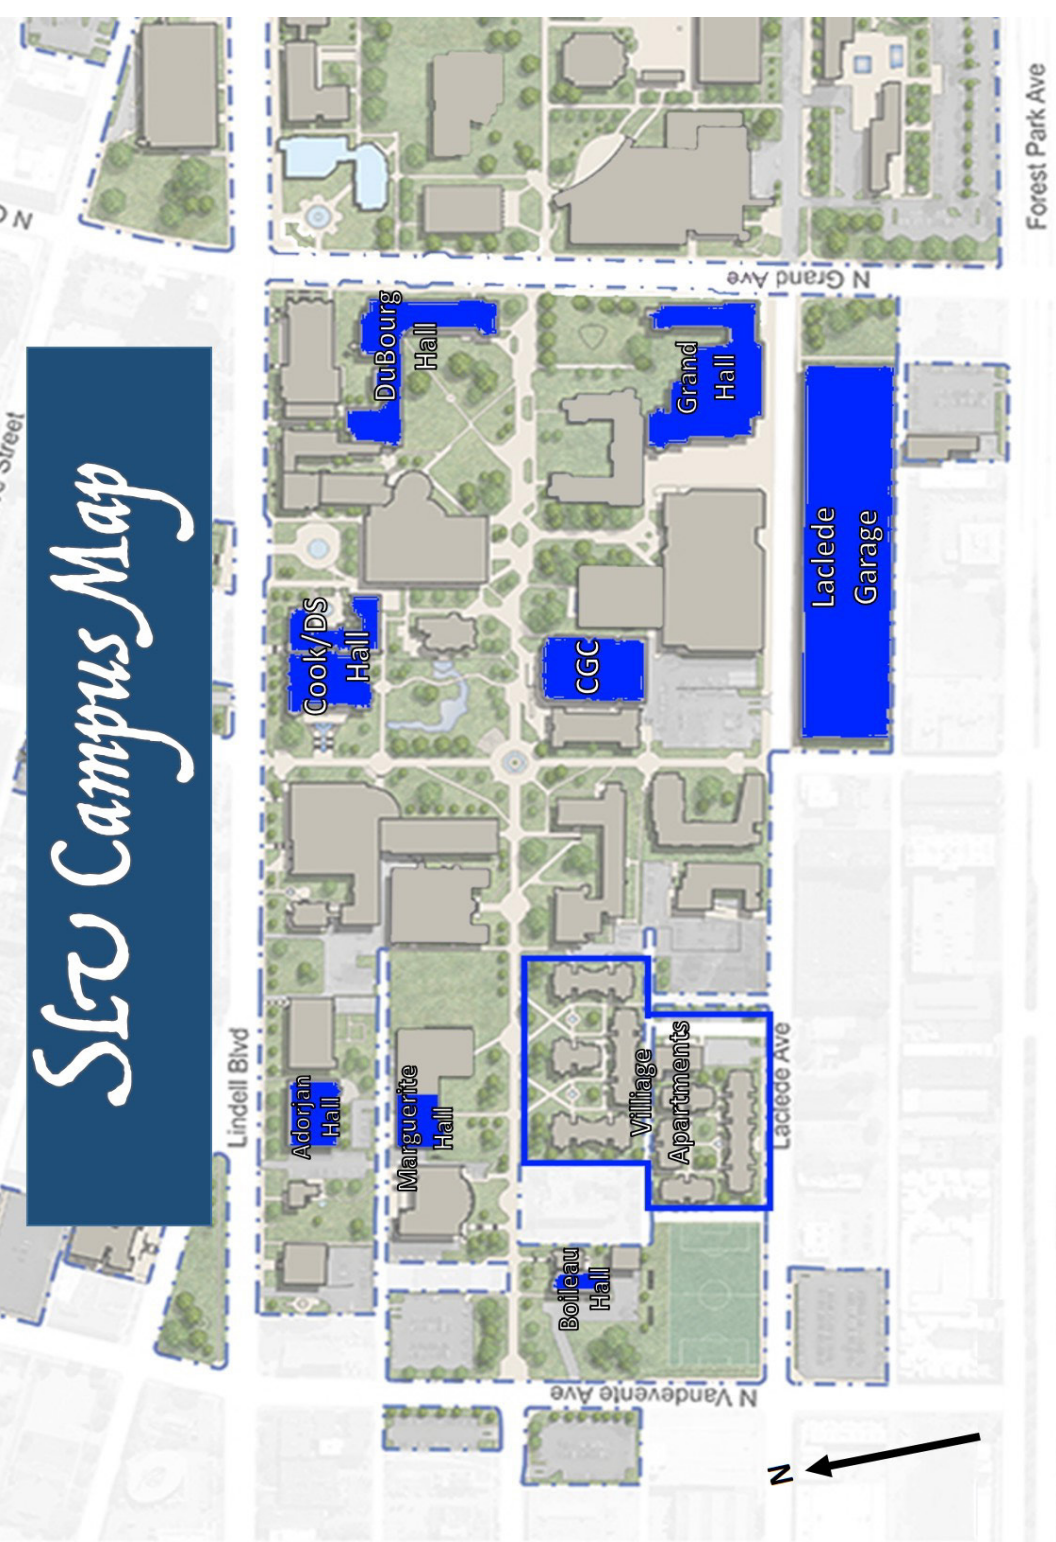 SLU Campus Map
Forest Park Ave
N Grand Ave
DuBourg
Hall
Grand
Hall
Laclede
Garage
Street
Cook/DS
Hall
CGC
Lindell Blvd
Adorjan
Hall
Marguerite
Hall
Villiage
Apartments
Laclede Ave
Boileau
Hall
N Vandevente Ave
N